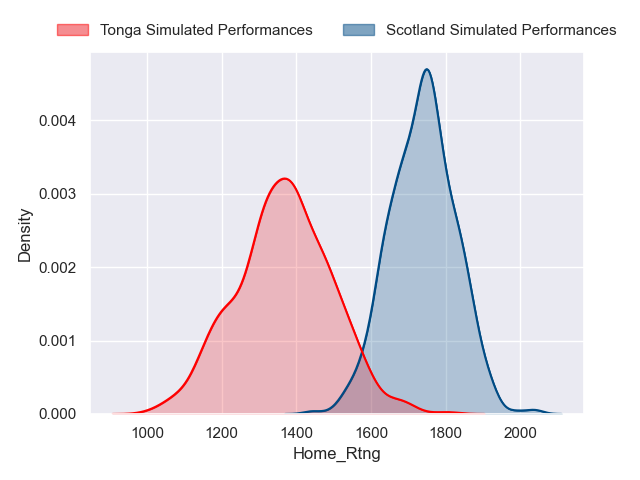 Tonga Simulated Performances Scotland Simulated Performances
0.004
0.003
0.002
0.001
0.000
Density
1000 1200 1400 1600 1800 2000
Home_Rtng